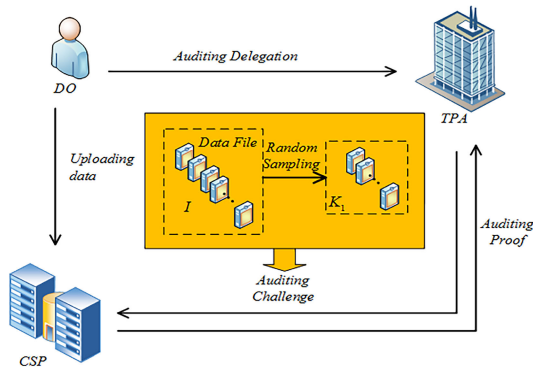 DO
Auditing Delegation
TPA
Uploading
data
Data File
Random
Sampling
I
K1
Auditing
Proof
Auditing
Challenge
CSP